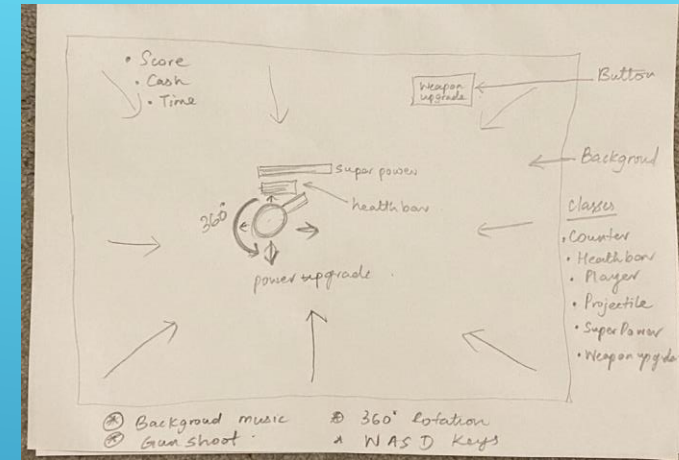 • Score
• Cash
• Time
Weapon
upgrade
Button
Super power
Backgroud
health bar
360°
power upgrade .
classes
• Counter
• Health bar
• Player
• Projectile
• Super Power
• Weapon upgrde
* Backgroud music
* 360° Rotation
* Gun shoot .
* WASD Keys